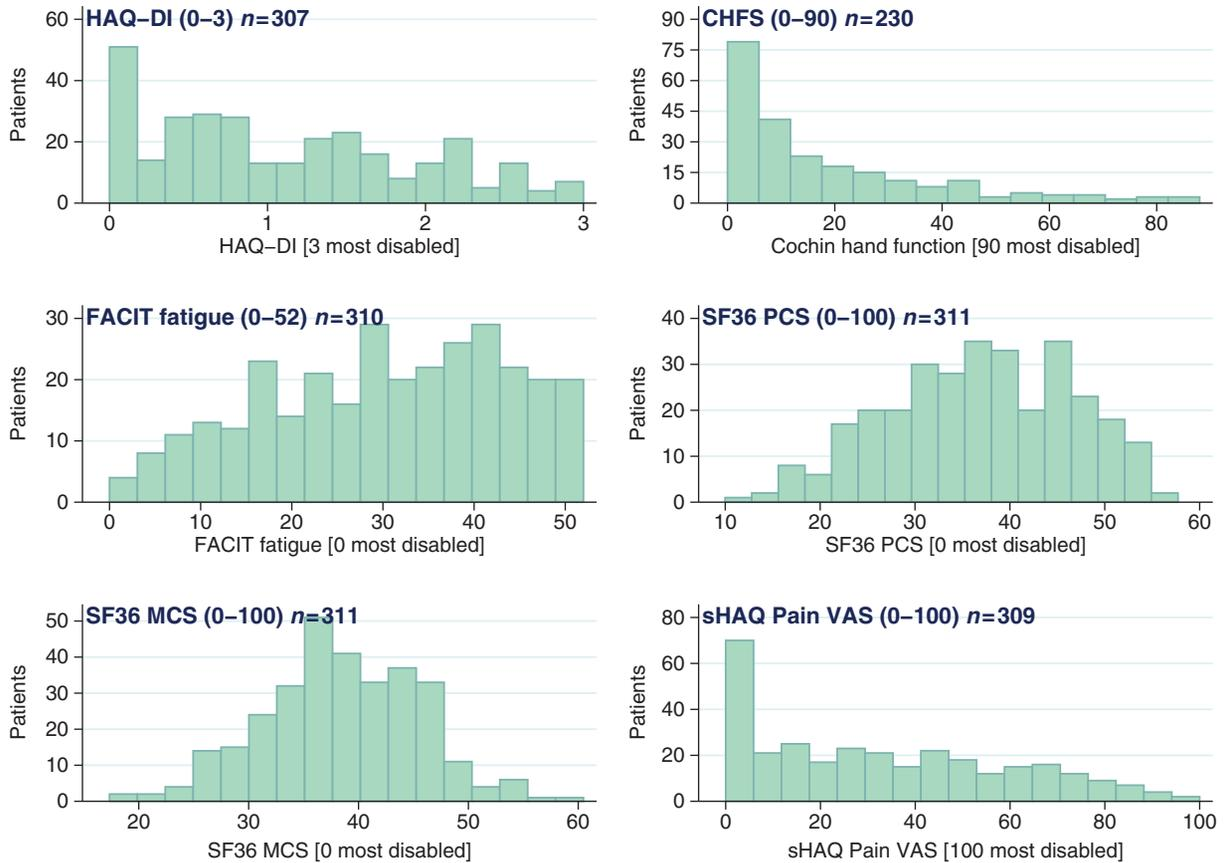 HAQ–DI (0–3) n=307
60
40
20
0
Patients
0 1 2 3
HAQ–DI [3 most disabled]
CHFS (0–90) n=230
90
75
60
45
30
15
0
Patients
0 20 40 60 80
Cochin hand function [90 most disabled]
FACIT fatigue (0–52) n=310
30
20
10
0
Patients
0 10 20 30 40 50
FACIT fatigue [0 most disabled]
SF36 PCS (0–100) n=311
40
30
20
10
0
Patients
10 20 30 40 50 60
SF36 PCS [0 most disabled]
SF36 MCS (0–100) n=311
50
40
30
20
10
0
Patients
20 30 40 50 60
SF36 MCS [0 most disabled]
sHAQ Pain VAS (0–100) n=309
80
60
40
20
0
Patients
0 20 40 60 80 100
sHAQ Pain VAS [100 most disabled]